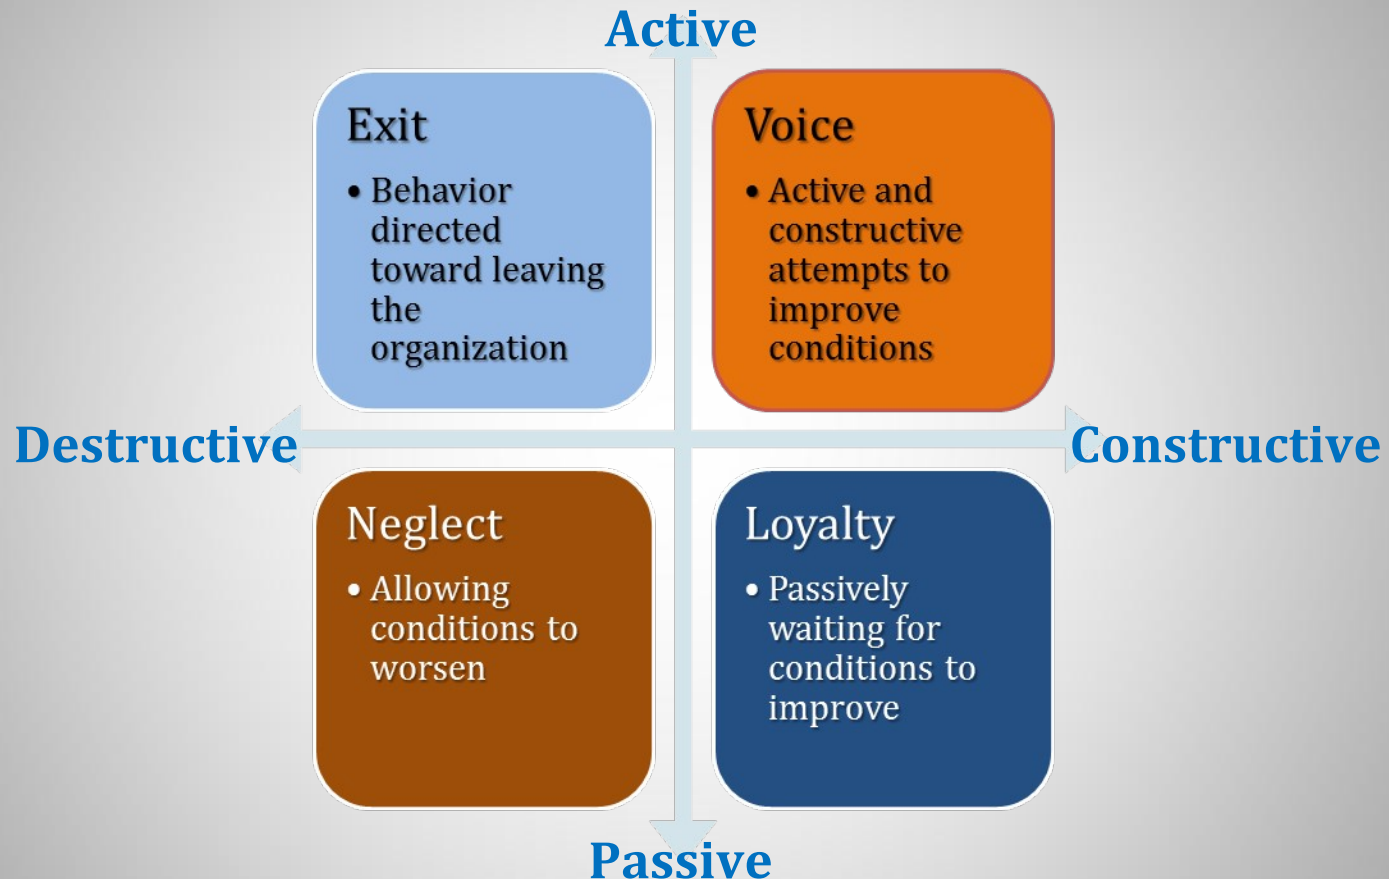 Active
Exit
• Behavior
directed
toward leaving
the
organization
Voice
• Active and
constructive
attempts to
improve
conditions
Destructive
Constructive
Neglect
• Allowing
conditions to
worsen
Loyalty
• Passively
waiting for
conditions to
improve
Passive